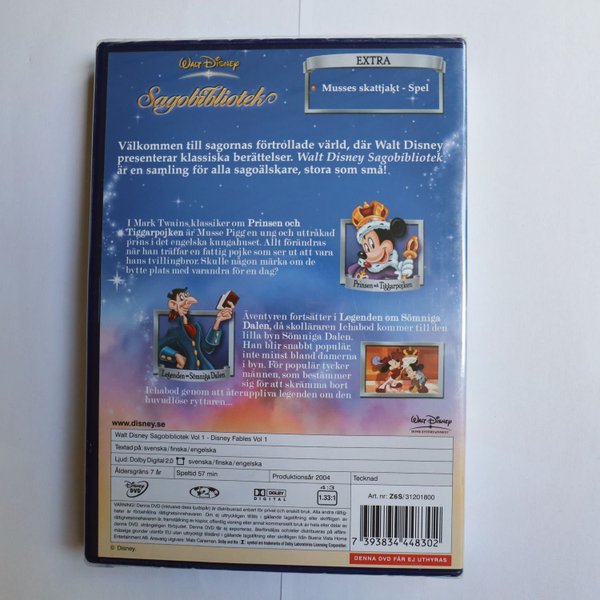 WALT DISNEY
Sagobibliotek
EXTRA
Musses skattjakt - Spel
Välkommen till sagornas förtrollade värld, där Walt Disney
presenterar klassiska berättelser. Walt Disney Sagobibliotek
är en samling för alla sagoälskare, stora som små!
I Mark Twains klassiker om Prinsen och
Tiggarpojken är Musse Pigg en ung och uttråkad
prins i det engelska kungahuset. Allt förändras
när han träffar en fattig pojke som ser ut att vara
hans tvillingbror. Skulle någon märka om de
bytte plats med varandra för en dag?
Prinsen och Tiggarpojken
Äventyren fortsätter i Legenden om Sömniga
Dalen, då skolläraren Ichabod kommer till den
lilla byn Sömniga Dalen.
Han blir snabbt populär,
inte minst bland damerna
i byn. För populär tycker
männen, som bestämmer
sig för att skrämma bort
Ichabod genom att återuppliva legenden om den
huvudlöse ryttaren...
Legenden om Sömniga Dalen
WALT DISNEY
HOME ENTERTAINMENT
www.disney.se
Walt Disney Sagobibliotek Vol 1 - Disney Fables Vol 1
Textad på: svenska/finska/engelska
Ljud: Dolby Digital 2.0 svenska/finska/engelska
Åldersgräns 7 år
Speltid 57 min
Produktionsår 2004
Tecknad
Disney
DVD
2
DOLBY
DIGITAL
4:3
1.33:1
Art. nr: Z6S/31201800
7 393834 448302
DENNA DVD FÅR EJ UTHYRAS
© Disney.